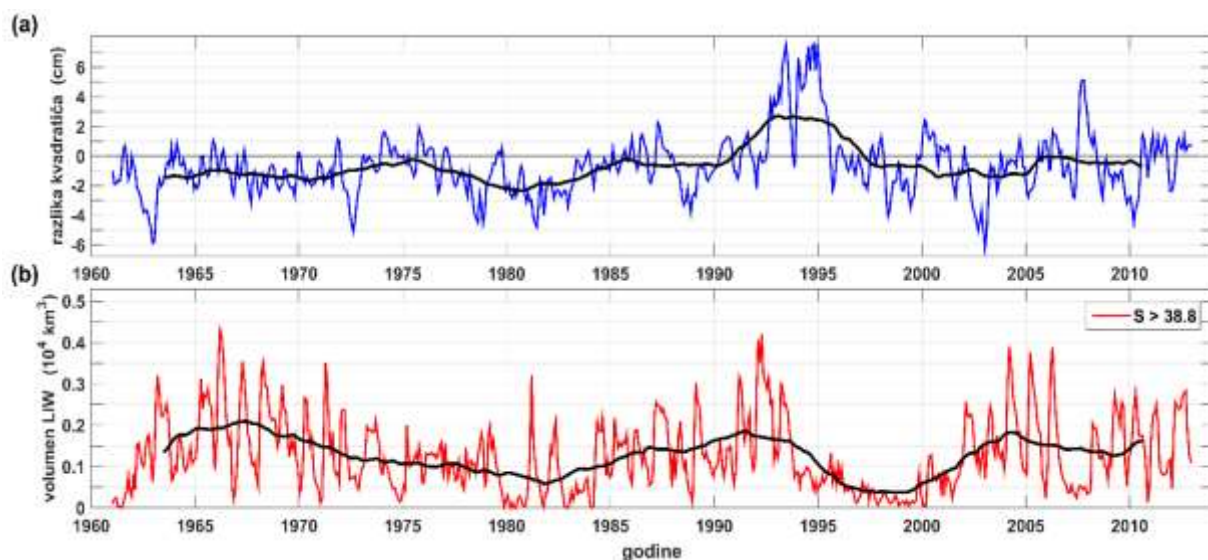 (a)
razlika kvadratića (cm)
6
4
2
0
-2
-4
-6
1960 1965 1970 1975 1980 1985 1990 1995 2000 2005 2010
(b)
volumen LIW (10⁴ km³)
0.5
0.4
0.3
0.2
0.1
0
S > 38.8
1960 1965 1970 1975 1980 1985 1990 1995 2000 2005 2010
godine